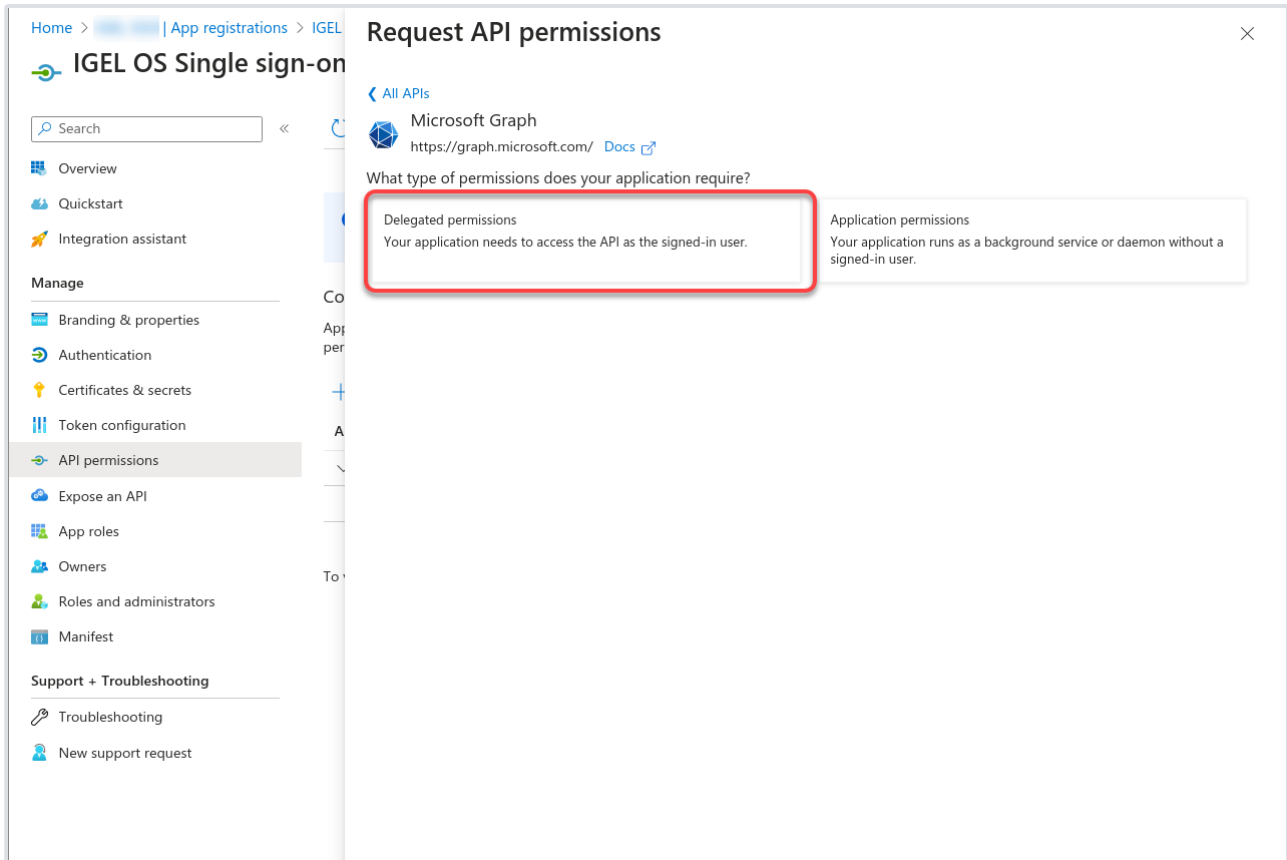 Home > | App registrations > IGEL
IGEL OS Single sign-on
Search
«
Overview
Quickstart
Integration assistant
Manage
Branding & properties
Authentication
Certificates & secrets
Token configuration
API permissions
Expose an API
App roles
Owners
Roles and administrators
Manifest
Support + Troubleshooting
Troubleshooting
New support request
Co
App
per
A
To
Request API permissions
All APIs
Microsoft Graph
https://graph.microsoft.com/ Docs
What type of permissions does your application require?
Delegated permissions
Your application needs to access the API as the signed-in user.
Application permissions
Your application runs as a background service or daemon without a
signed-in user.